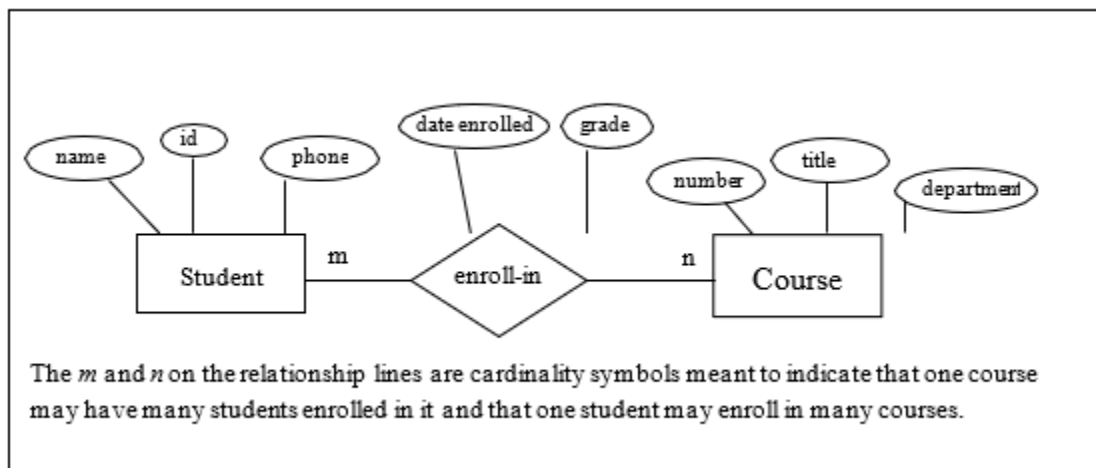 date enrolled
grade
id
name
phone
title
number
department
m
n
Student
enroll-in
Course
The m and n on the relationship lines are cardinality symbols meant to indicate that one course
may have many students enrolled in it and that one student may enroll in many courses.